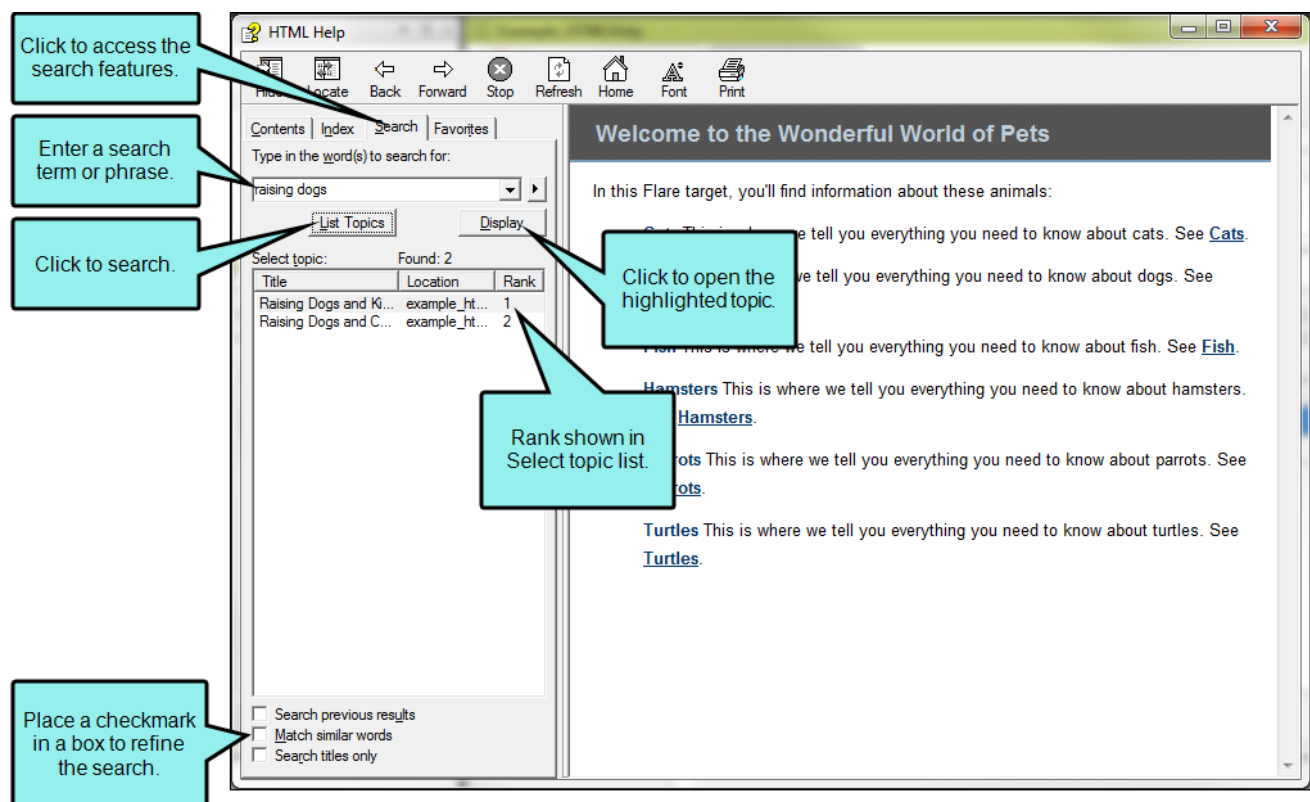 Click to access the
search features.
Enter a search
term or phrase.
Click to search.
Place a checkmark
in a box to refine
the search.
HTML Help
Locate Back Forward Stop Refresh Home Font Print
Contents Index Search Favorites
Type in the word(s) to search for:
raising dogs
List Topics Display
Select topic: Found: 2
Title Location Rank
Raising Dogs and Ki... example_ht... 1
Raising Dogs and C... example_ht... 2
Click to open the
highlighted topic.
Rank shown in
Select topic list.
Search previous results
Match similar words
Search titles only
Welcome to the Wonderful World of Pets
In this Flare target, you'll find information about these animals:
we tell you everything you need to know about cats. See Cats.
we tell you everything you need to know about dogs. See
Fish This is where we tell you everything you need to know about fish. See Fish.
Hamsters This is where we tell you everything you need to know about hamsters.
Hamsters.
This is where we tell you everything you need to know about parrots. See
Turtles This is where we tell you everything you need to know about turtles. See
Turtles.